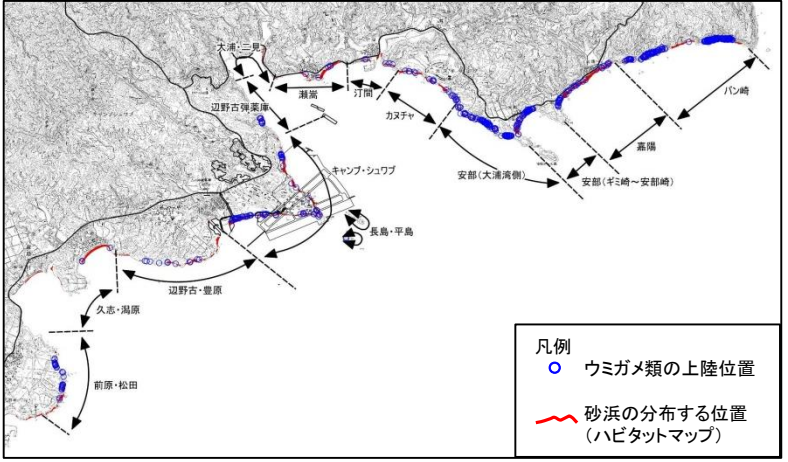 大浦・二見
瀬嵩
汀間
カヌチャ
バン崎
嘉陽
安部(ギミ崎～安部崎)
安部(大浦湾側)
辺野古弾薬庫
キャンプ・シュワブ
長島・平島
辺野古・豊原
久志・潟原
前原・松田
凡例
ウミガメ類の上陸位置
砂浜の分布する位置
(ハビタットマップ)